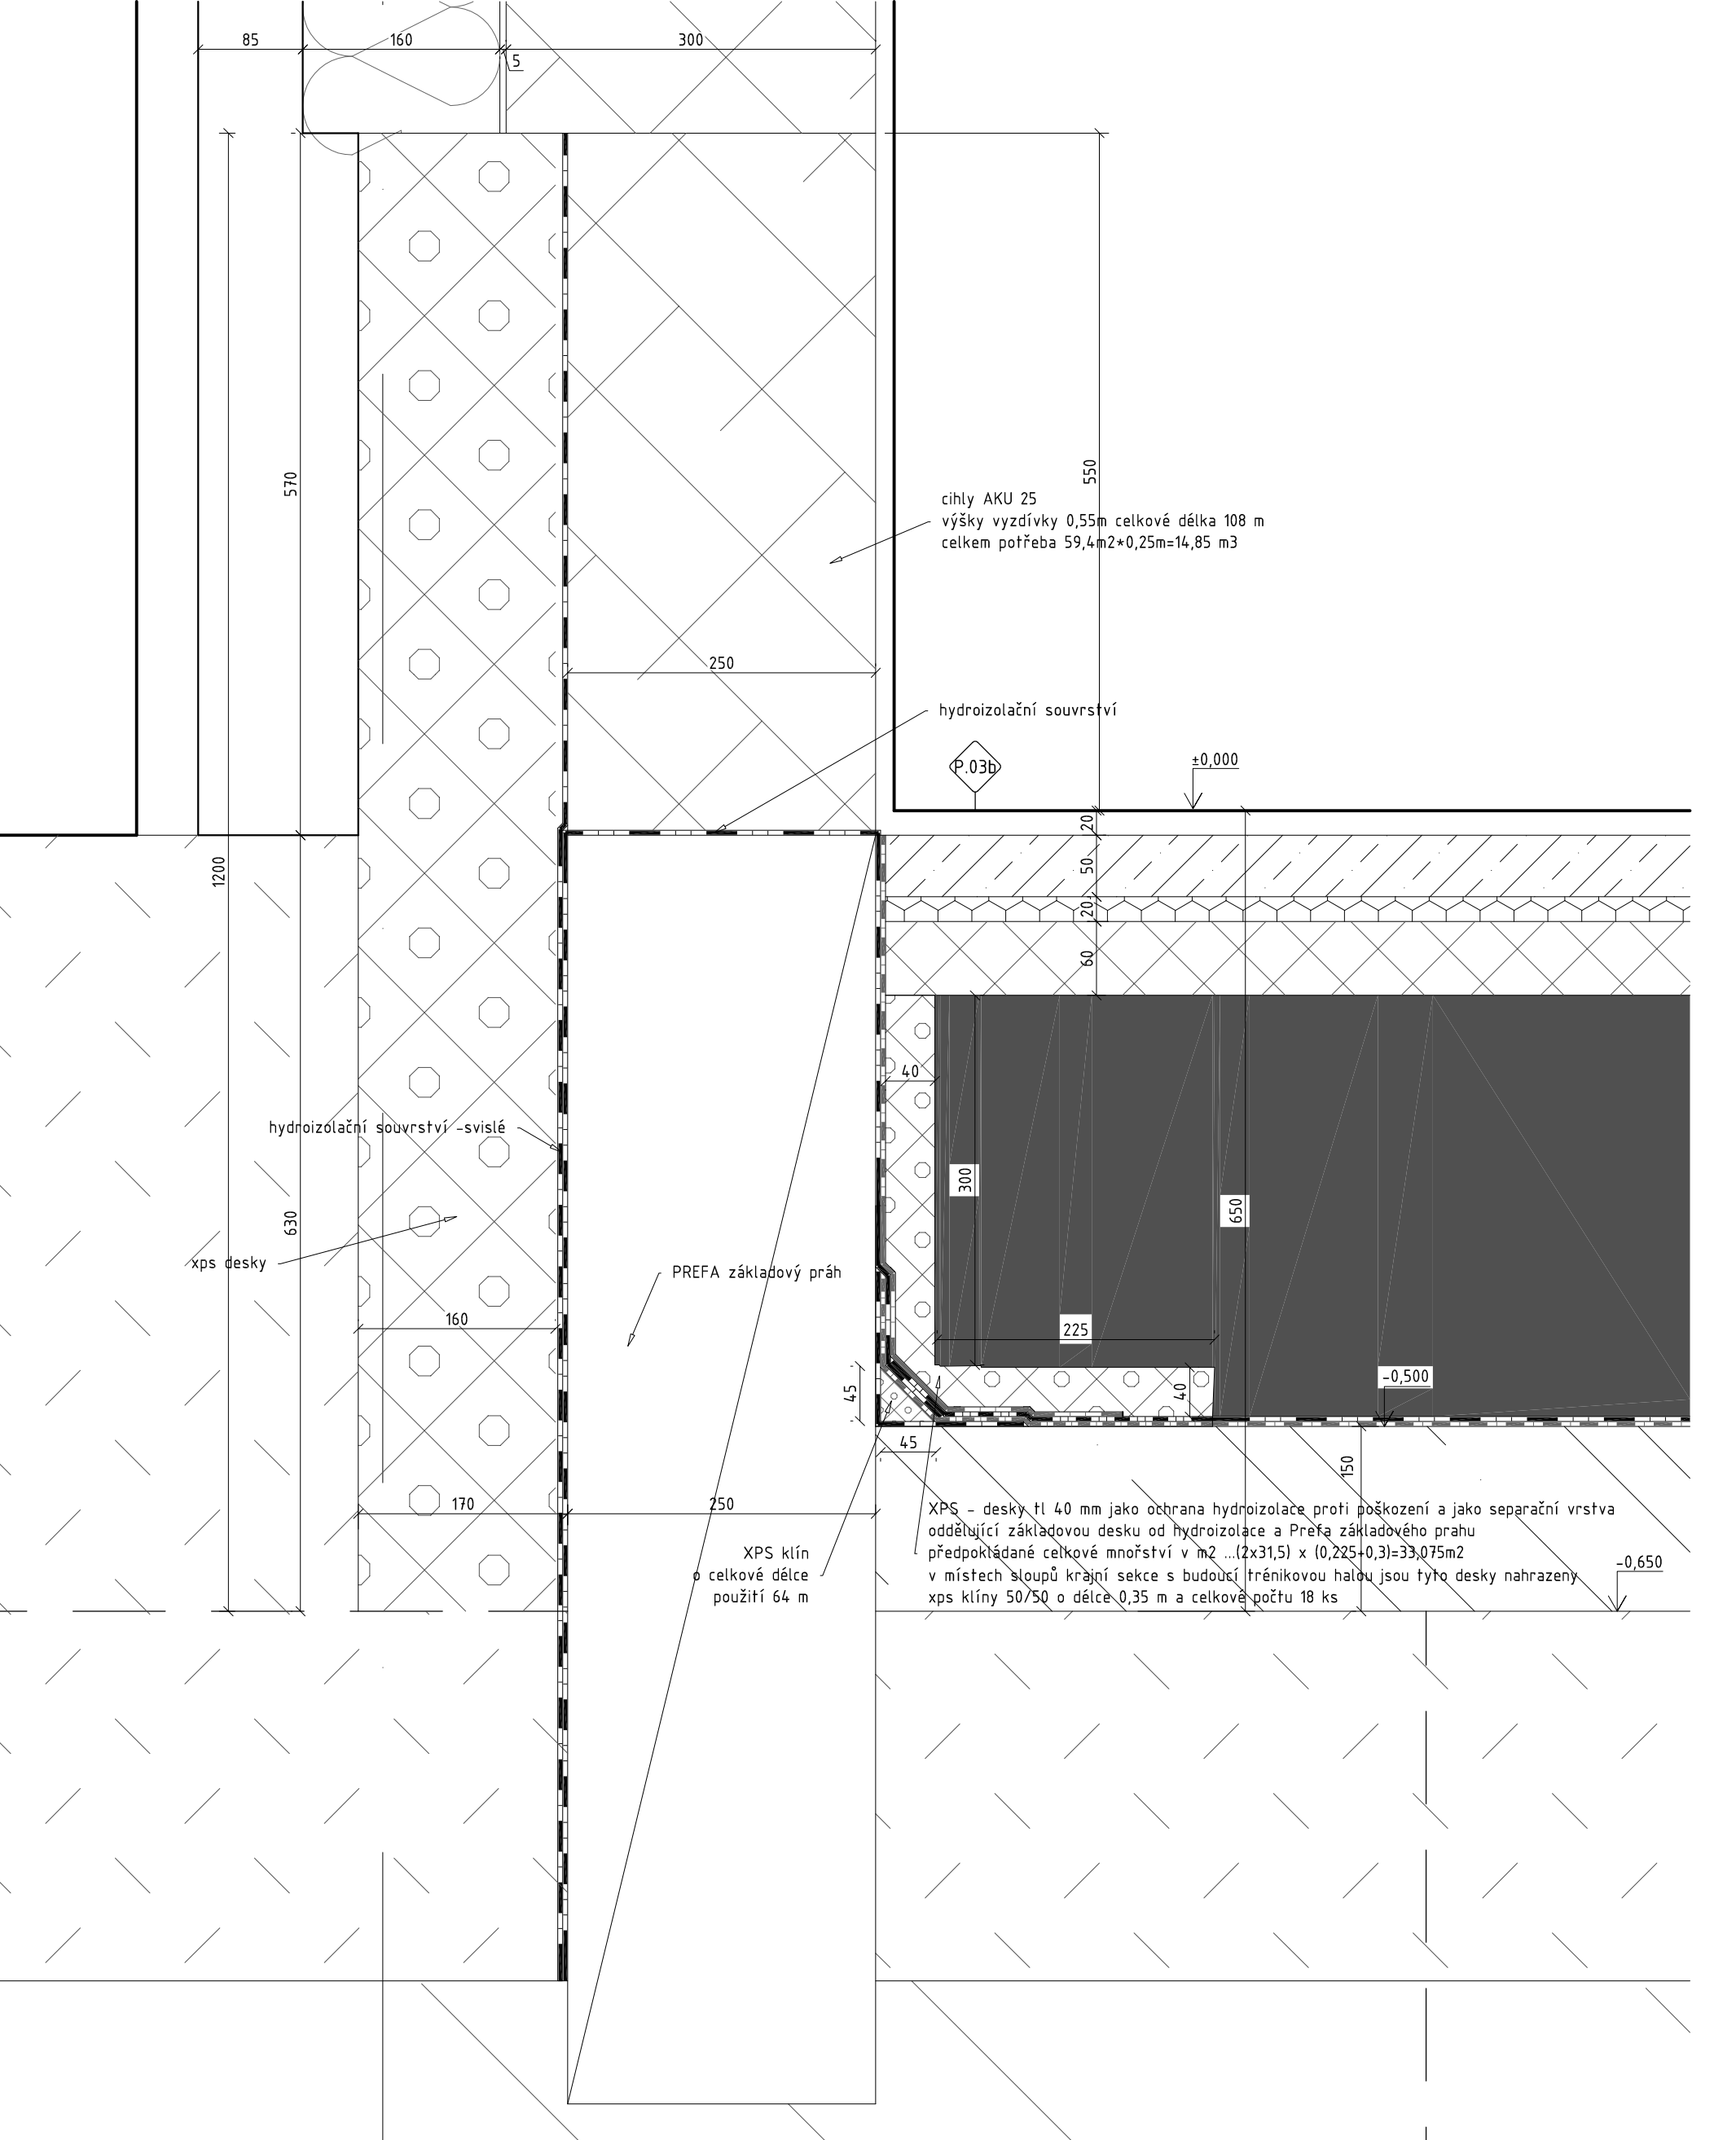 85
160
5
300
570
1200
550
cihly AKU 25
výšky vyzdívky 0,55m celkové délka 108 m
celkem potřeba 59,4m2*0,25m=14,85 m3
250
hydroizolační souvrství
P.03b
±0,000
20
50
20
60
40
hydroizolační souvrství -svislé
300
650
630
xps desky
PREFA základový práh
160
225
45
40
-0,500
45
150
170
250
XPS - desky tl 40 mm jako ochrana hydroizolace proti poškození a jako separační vrstva
oddělující základovou desku od hydroizolace a Prefa základového prahu
předpokládané celkové mnořství v m2 ...(2x31,5) x (0,225+0,3)=33,075m2
v místech sloupů krajní sekce s budoucí trénikovou halou jsou tyto desky nahrazeny
xps klíny 50/50 o délce 0,35 m a celkové počtu 18 ks
XPS klín
o celkové délce
použití 64 m
-0,650